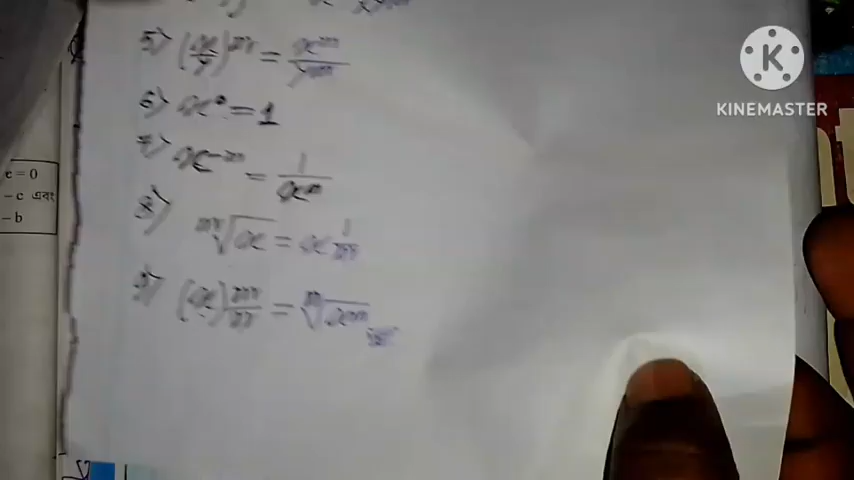 KINEMASTER
5) (x/y)^m = x^m/y^m
6) x^0 = 1
7) x^-n = 1/x^n
8) m√x = x^1/m
9) (x)^m/n = n√x^m
c = 0
- c এবং
- b